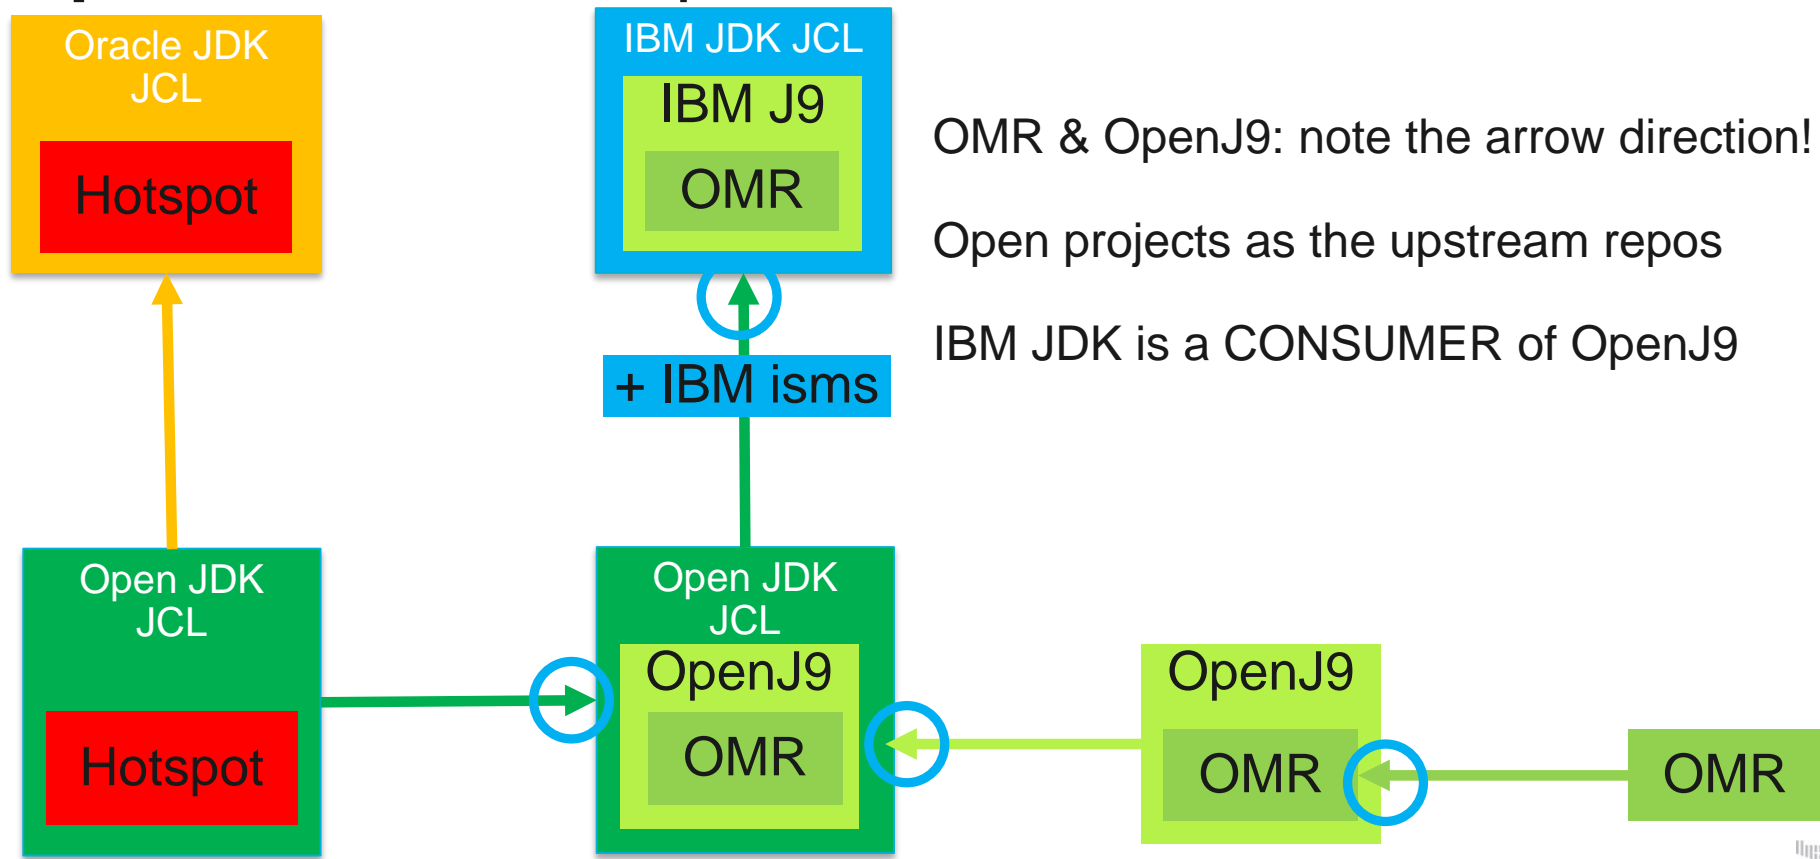 Oracle JDK
JCL
Hotspot
IBM JDK JCL
IBM J9
OMR
OMR & OpenJ9: note the arrow direction!
Open projects as the upstream repos
IBM JDK is a CONSUMER of OpenJ9
+ IBM isms
Open JDK
JCL
Hotspot
Open JDK
JCL
OpenJ9
OMR
OpenJ9
OMR
OMR